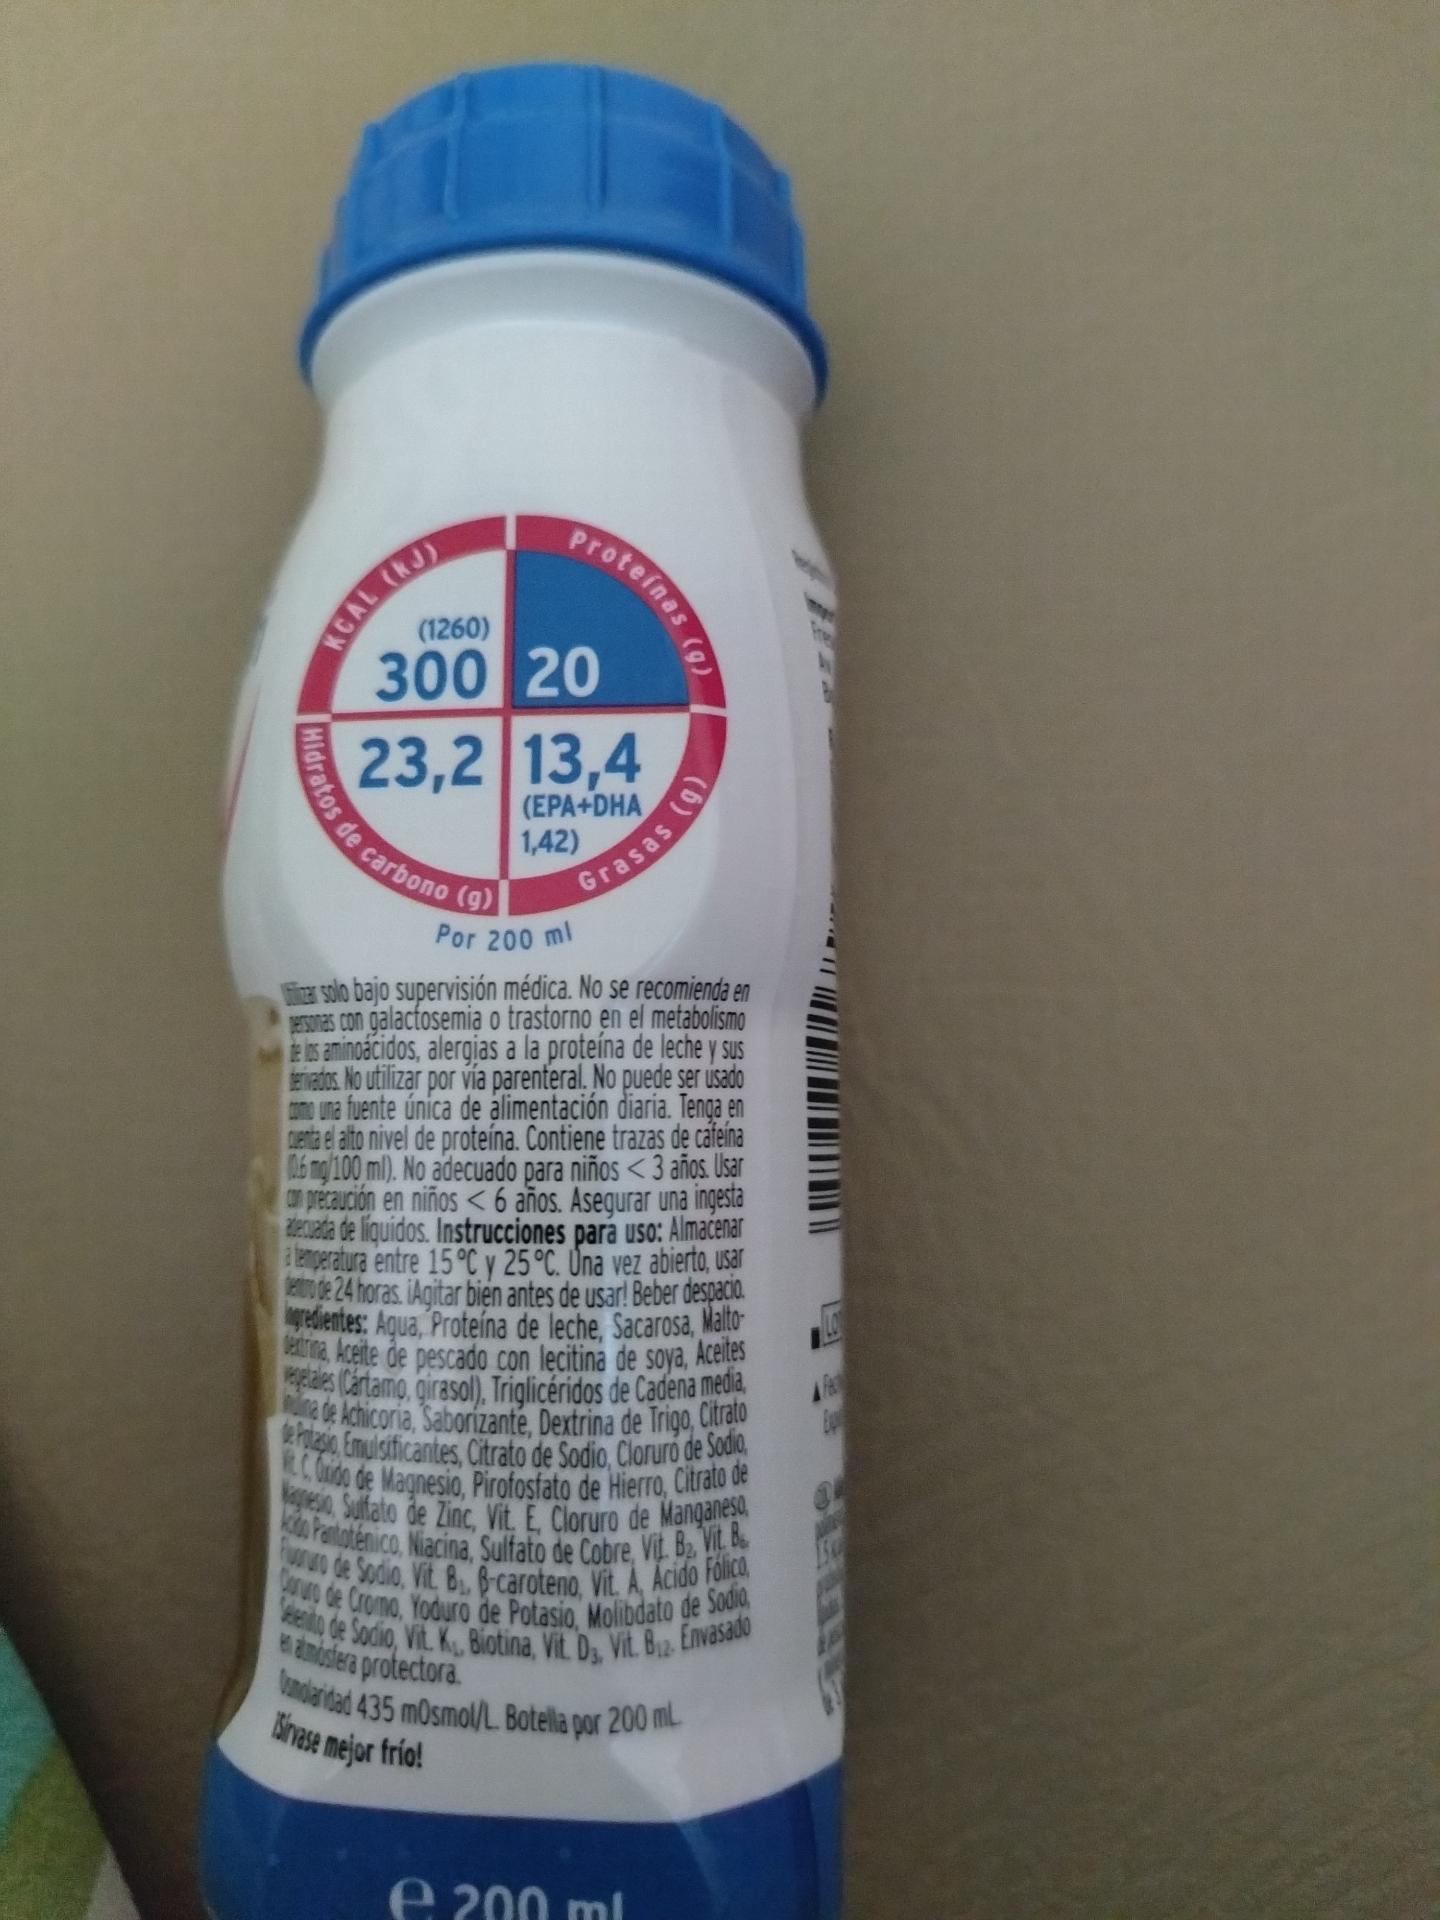 KCAL (kJ)
Proteínas (g)
(1260)
300
20
23,2
13,4
(EPA+DHA
1,42)
Hidratos de carbono (g)
Grasas (g)
Por 200 ml
Utilizar solo bajo supervisión médica. No se recomienda en
personas con galactosemia o trastorno en el metabolismo
de los aminoácidos, alergias a la proteína de leche y sus
derivados. No utilizar por vía parenteral. No puede ser usado
como una fuente única de alimentación diaria. Tenga en
cuenta el alto nivel de proteína. Contiene trazas de cafeína
(0.6 mg/100 ml). No adecuado para niños < 3 años. Usar
con precaución en niños < 6 años. Asegurar una ingesta
adecuada de líquidos. Instrucciones para uso: Almacenar
a temperatura entre 15°C y 25°C. Una vez abierto, usar
dentro de 24 horas. ¡Agitar bien antes de usar! Beber despacio.
Ingredientes: Agua, Proteína de leche, Sacarosa, Malto-
dextrina, Aceite de pescado con lecitina de soya, Aceites
vegetales (Cártamo, girasol), Triglicéridos de Cadena media,
Inulina de Achicoria, Saborizante, Dextrina de Trigo, Citrato
de Potasio, Emulsificantes, Citrato de Sodio, Cloruro de Sodio,
Vit. C, Óxido de Magnesio, Pirofosfato de Hierro, Citrato de
Magnesio, Sulfato de Zinc, Vit. E, Cloruro de Manganeso,
Ácido Pantoténico, Niacina, Sulfato de Cobre, Vit. B2, Vit. B6,
Fluoruro de Sodio, Vit. B1, β-caroteno, Vit. A, Ácido Fólico,
Cloruro de Cromo, Yoduro de Potasio, Molibdato de Sodio,
Selenito de Sodio, Vit. K1, Biotina, Vit. D3, Vit. B12. Envasado
en atmósfera protectora.
Osmolaridad 435 mOsmol/L. Botella por 200 mL.
¡Sírvase mejor frío!
e 200 ml
LOT